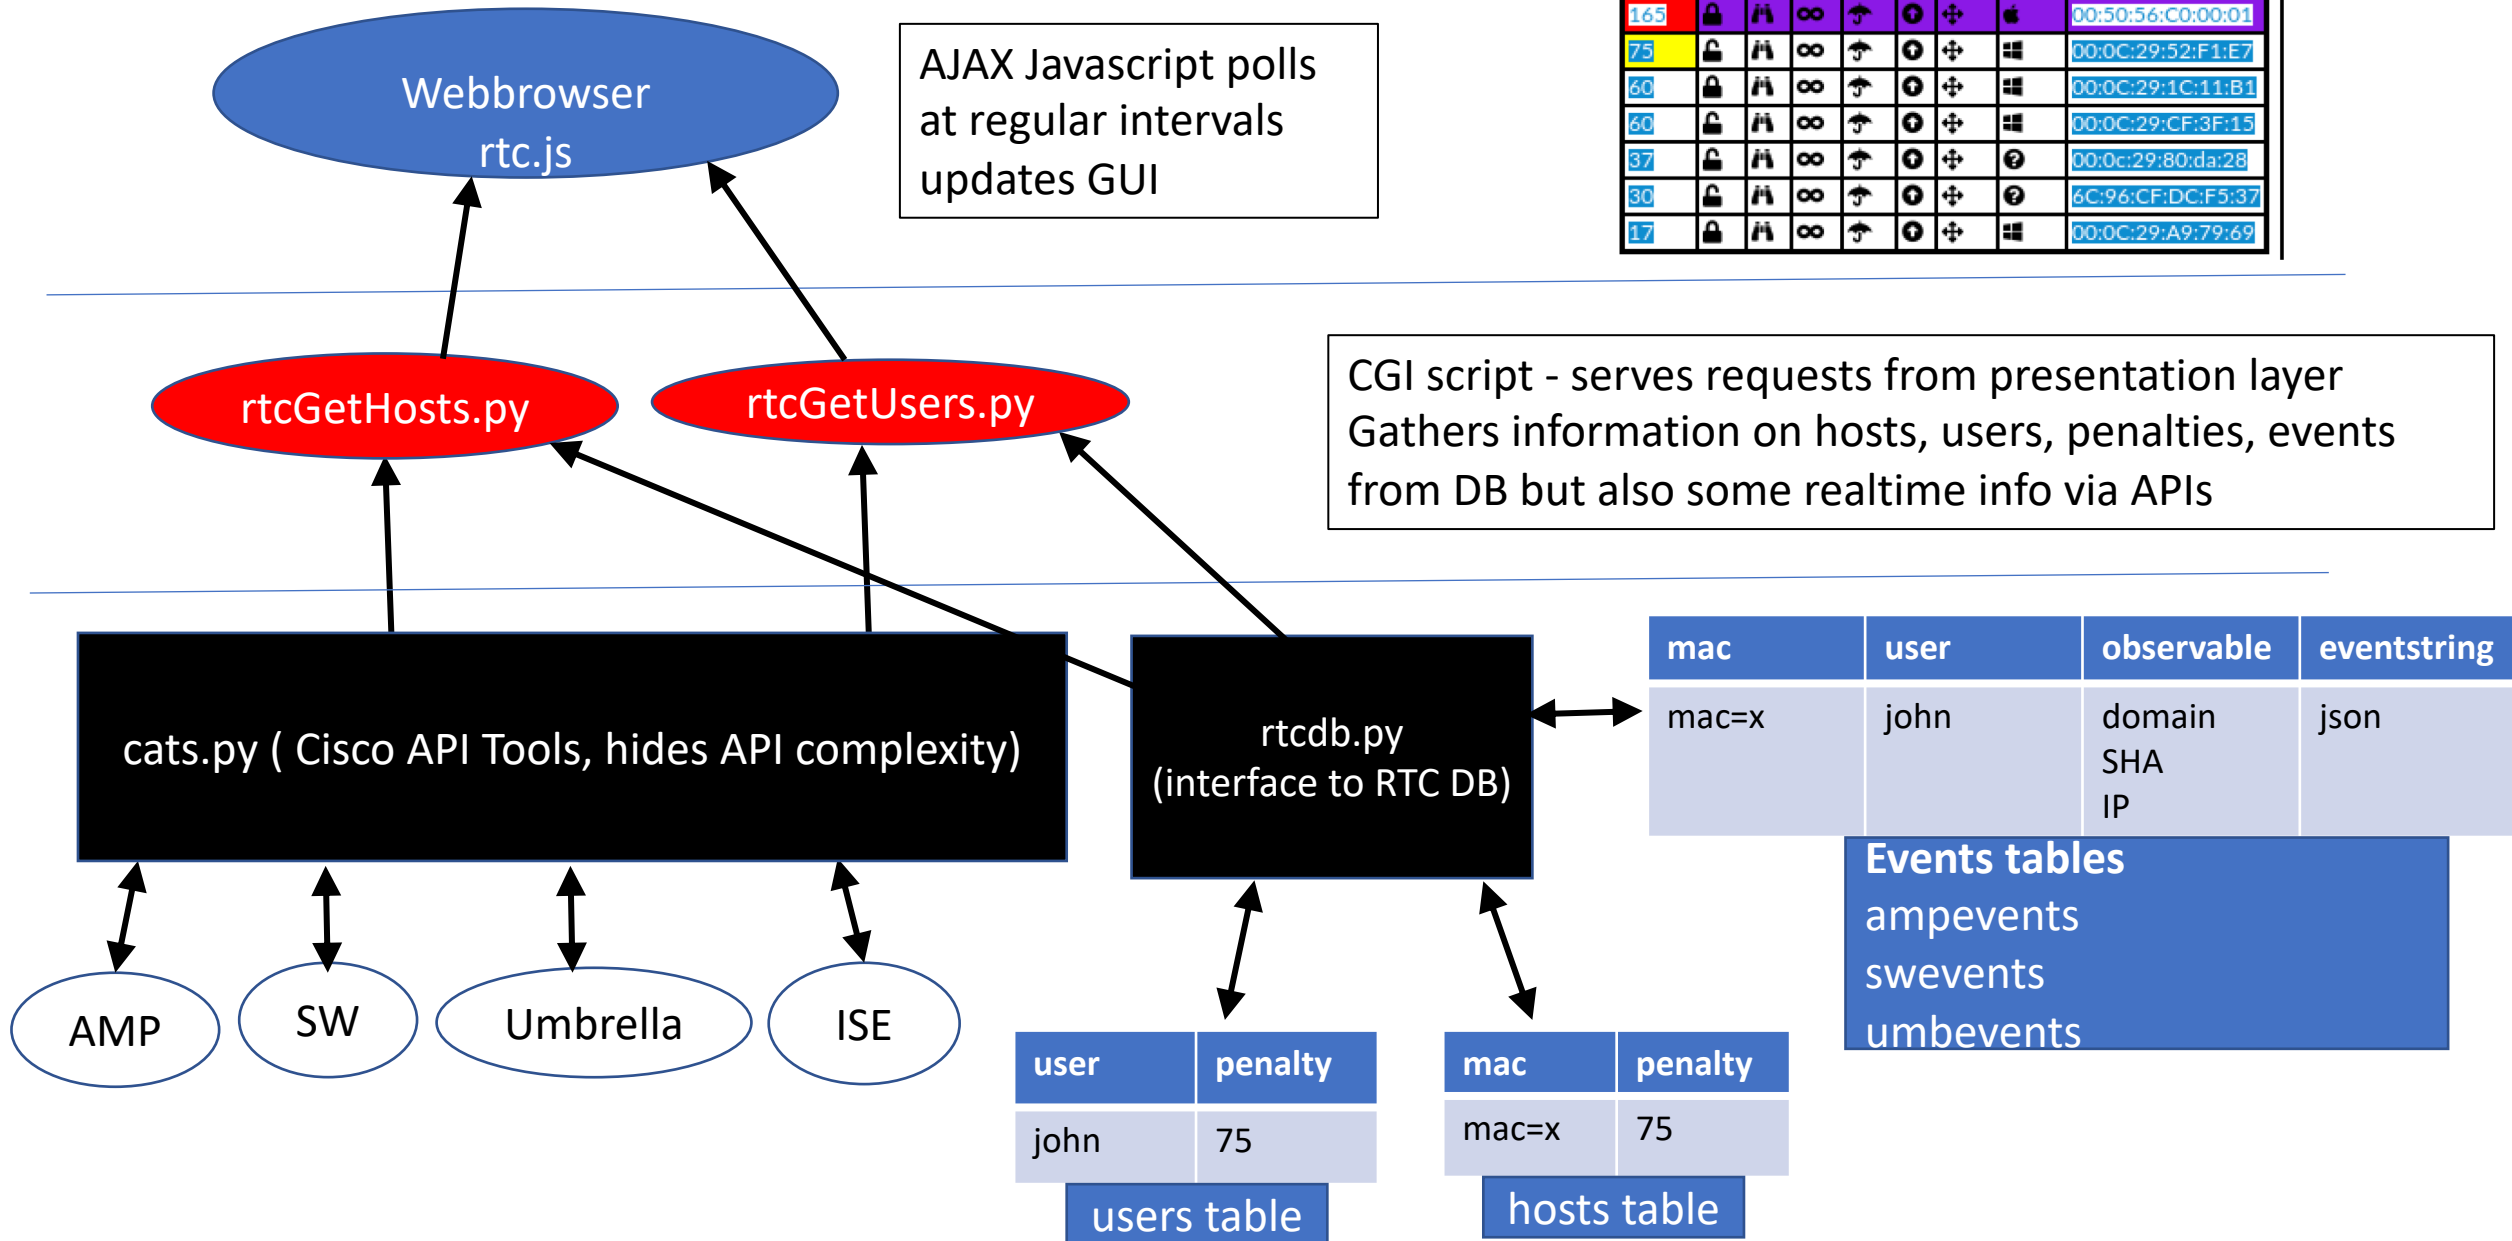 Webbrowser
rtc.js
AJAX Javascript polls
at regular intervals
updates GUI
165 00:50:56:C0:00:01
75 00:0C:29:52:F1:E7
60 00:0C:29:1C:11:B1
60 00:0C:29:CF:3F:15
37 00:0c:29:80:da:28
30 6C:96:CF:DC:F5:37
17 00:0C:29:A9:79:69
rtcGetHosts.py
rtcGetUsers.py
CGI script - serves requests from presentation layer
Gathers information on hosts, users, penalties, events
from DB but also some realtime info via APIs
cats.py ( Cisco API Tools, hides API complexity)
rtcdb.py
(interface to RTC DB)
mac user observable eventstring
mac=x john domain json
SHA
IP
Events tables
ampevents
swevents
umbevents
AMP
SW
Umbrella
ISE
user penalty
john 75
users table
mac penalty
mac=x 75
hosts table